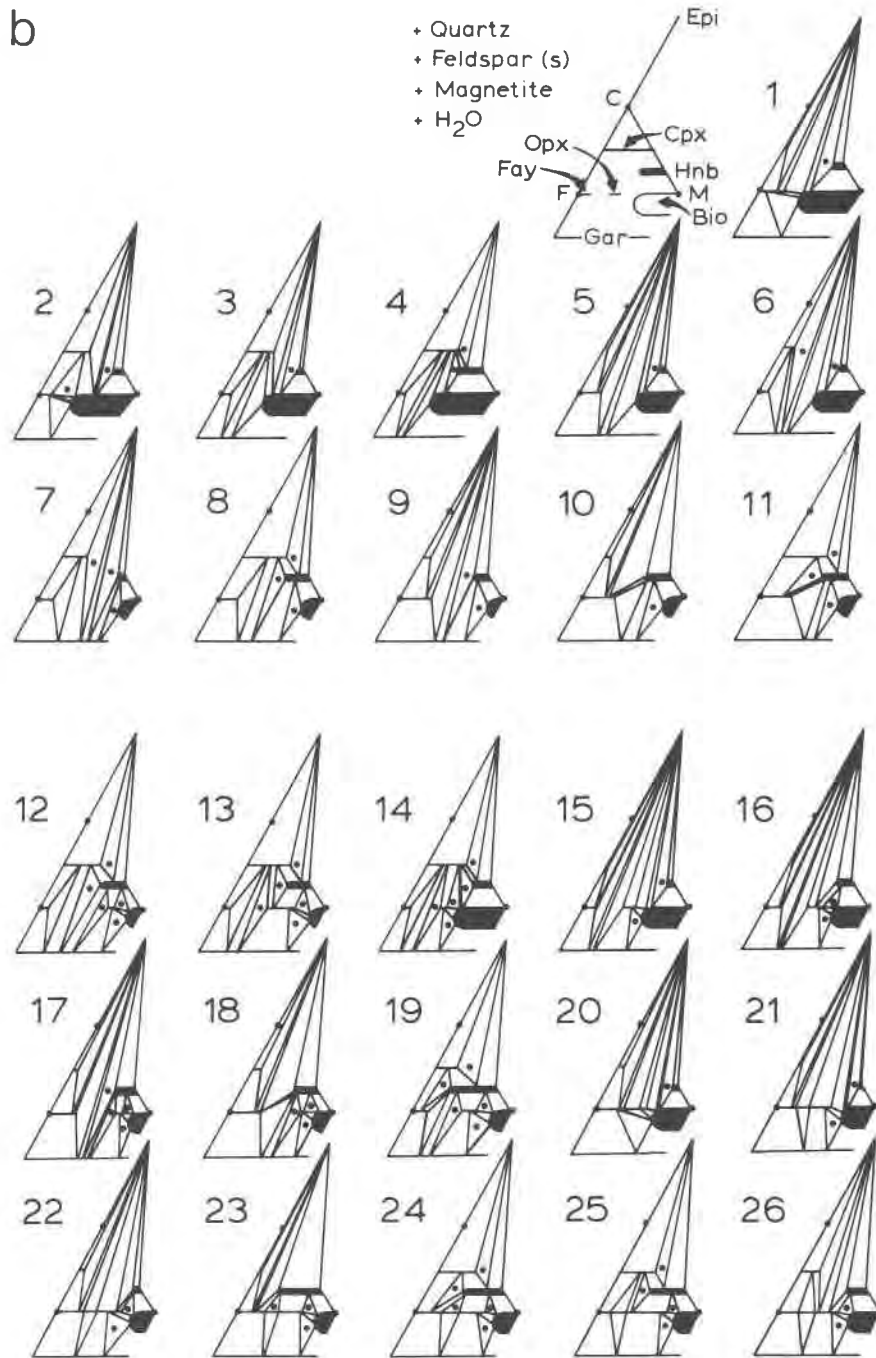 b
+ Quartz
+ Feldspar (s)
+ Magnetite
+ H₂O
Epi
C
Cpx
Opx
Fay
Hnb
F
M
Bio
Gar
1
2
3
4
5
6
7
8
9
10
11
12
13
14
15
16
17
18
19
20
21
22
23
24
25
26